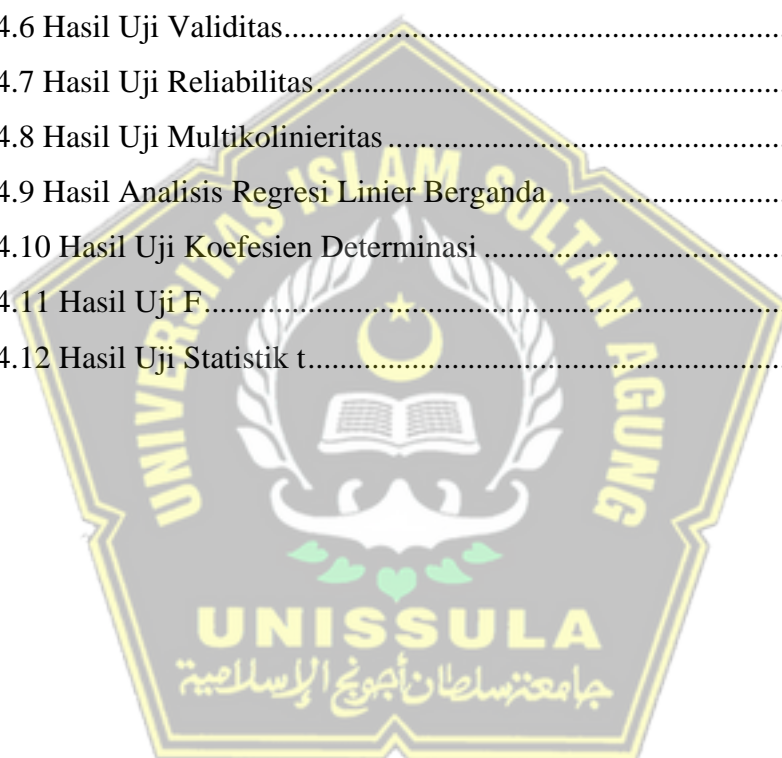 4.6 Hasil Uji Validitas........................................................
4.7 Hasil Uji Reliabilitas....................................................
4.8 Hasil Uji Multikolinieritas............................................
4.9 Hasil Analisis Regresi Linier Berganda.........................
4.10 Hasil Uji Koefesien Determinasi.................................
4.11 Hasil Uji F.................................................................
4.12 Hasil Uji Statistik t.....................................................
UNIVERSITAS ISLAM SULTAN AGUNG
UNISSULA
جامعة سلطان أجونج الإسلامية